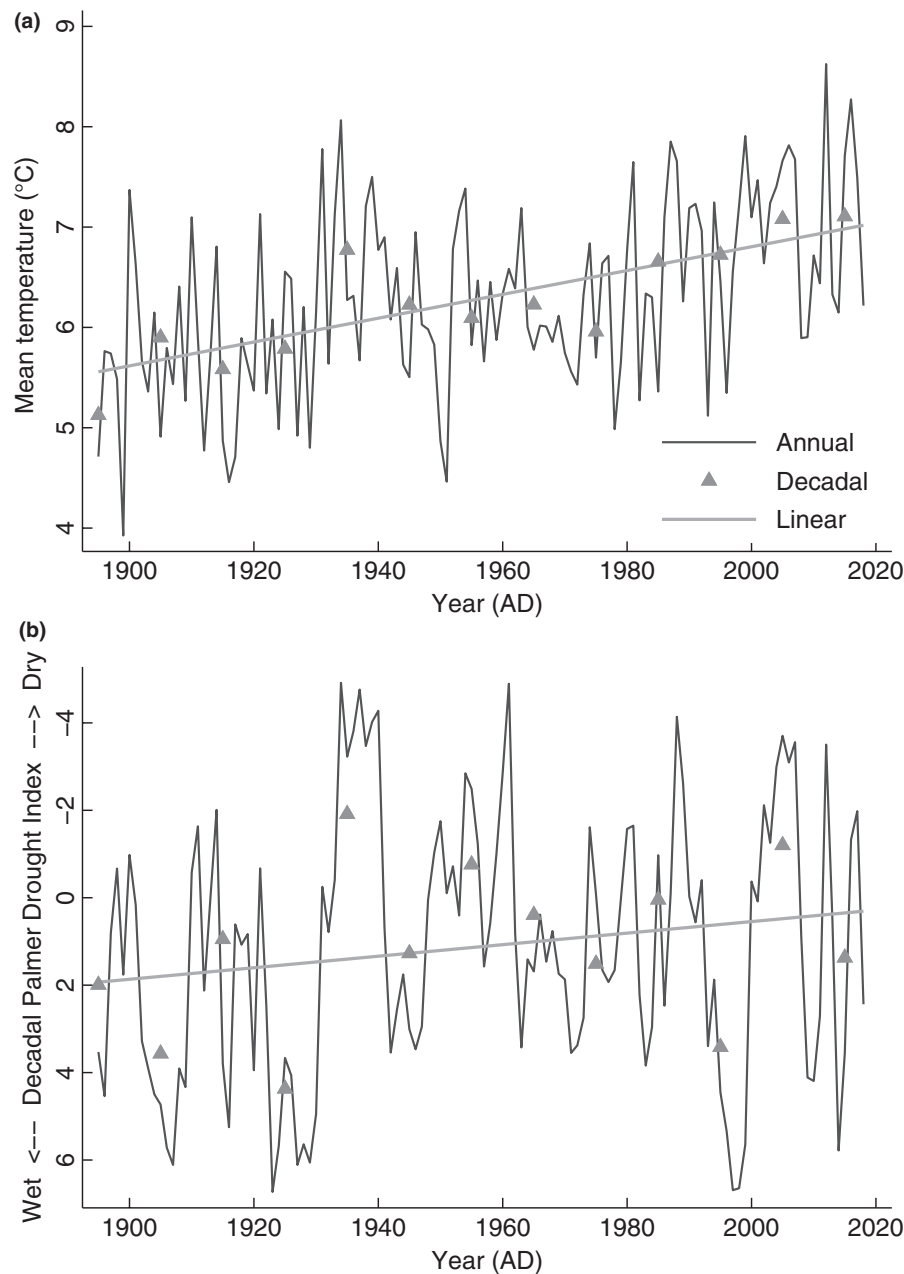 (a)
9
8
7
6
5
4
Mean temperature (°C)
Annual
Decadal
Linear
1900 1920 1940 1960 1980 2000 2020
Year (AD)
(b)
Wet <−− Decadal Palmer Drought Index −−> Dry
−4
−2
0
2
4
6
1900 1920 1940 1960 1980 2000 2020
Year (AD)